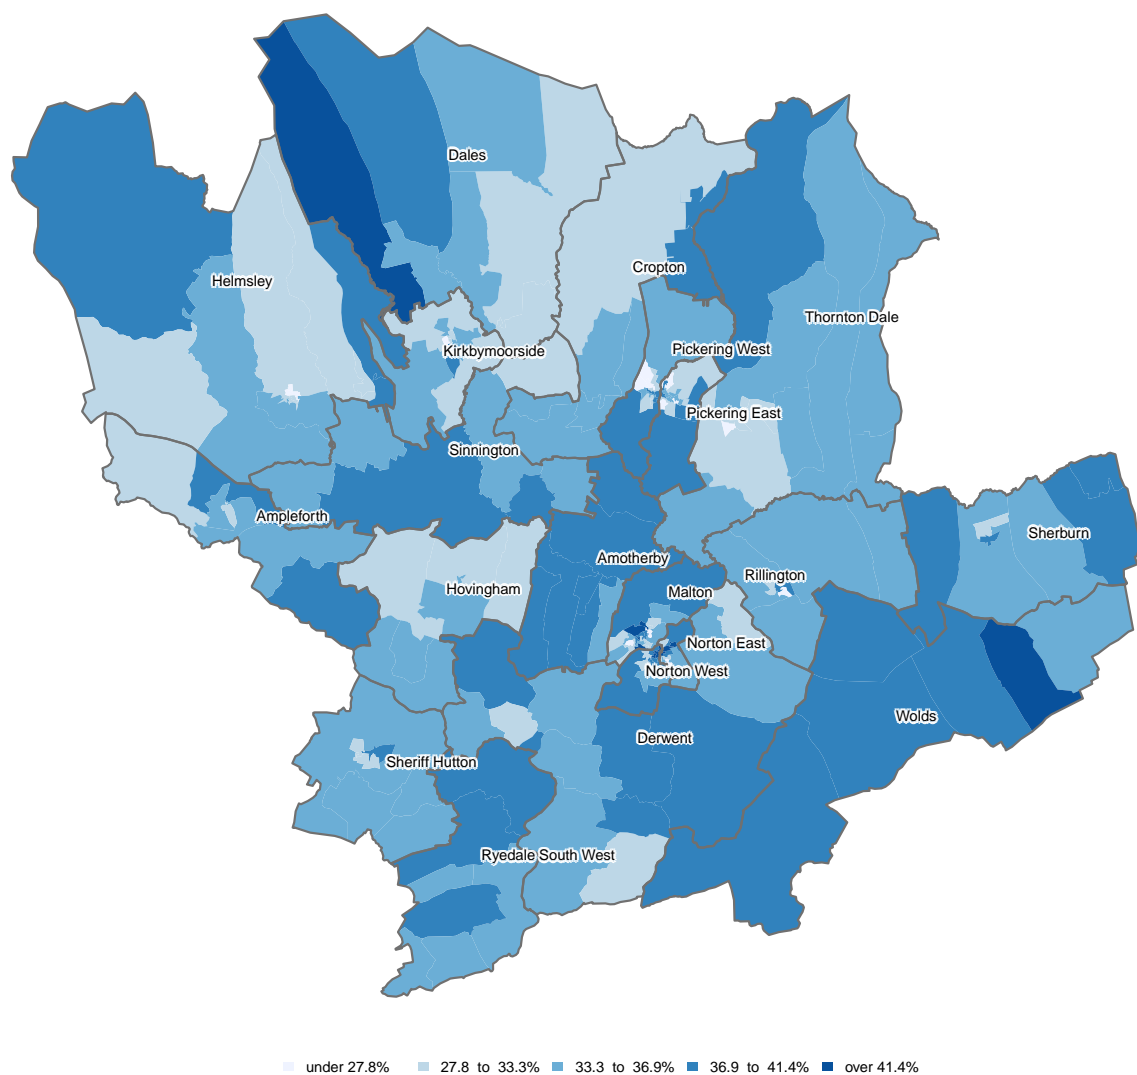 Dales
Cropton
Helmsley
Thornton Dale
Kirkbymoorside
Pickering West
Pickering East
Sinnington
Ampleforth
Sherburn
Amotherby
Rillington
Hovingham
Malton
Norton East
Norton West
Wolds
Derwent
Sheriff Hutton
Ryedale South West
under 27.8% 27.8 to 33.3% 33.3 to 36.9% 36.9 to 41.4% over 41.4%